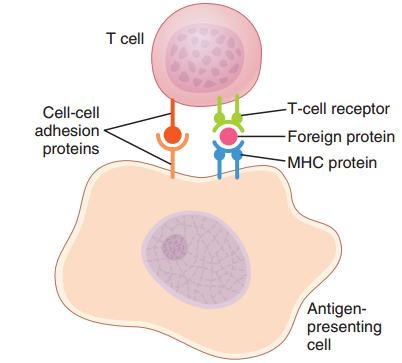 T cell
Cell-cell
adhesion
proteins
T-cell receptor
Foreign protein
MHC protein
Antigen-
presenting
cell